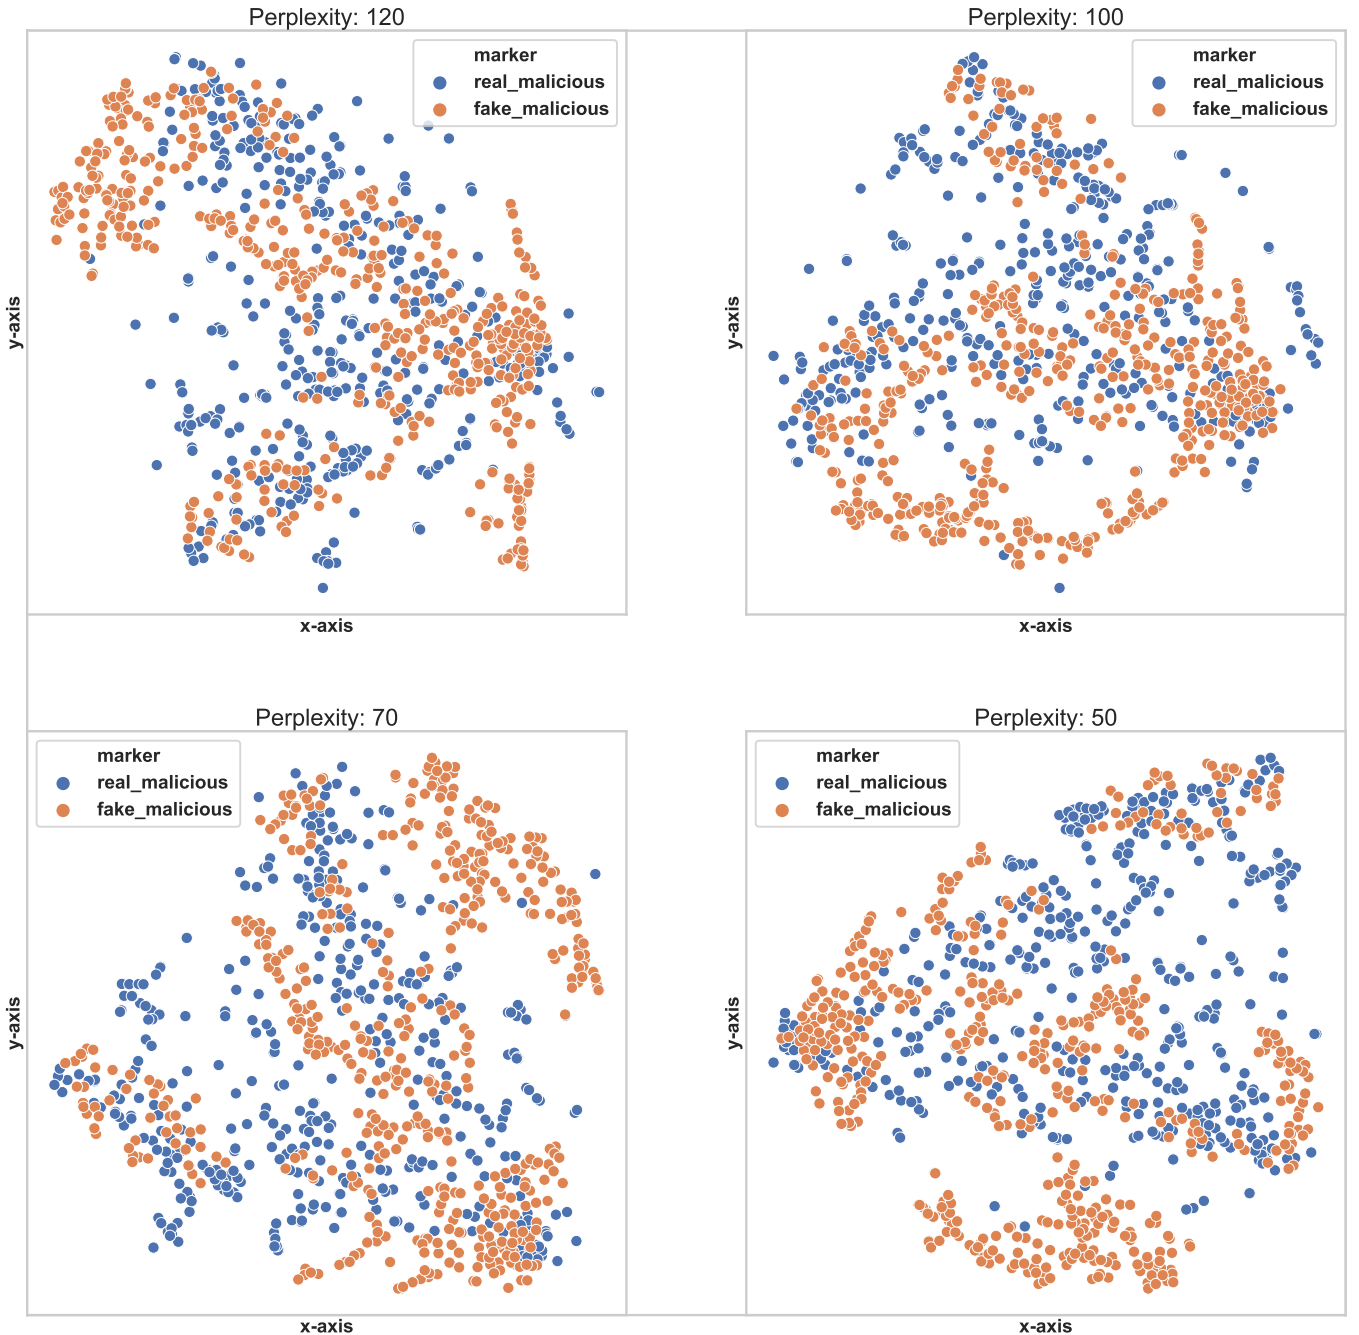 Perplexity: 120
marker
real_malicious
fake_malicious
y-axis
x-axis
Perplexity: 100
marker
real_malicious
fake_malicious
y-axis
x-axis
Perplexity: 70
marker
real_malicious
fake_malicious
y-axis
x-axis
Perplexity: 50
marker
real_malicious
fake_malicious
y-axis
x-axis